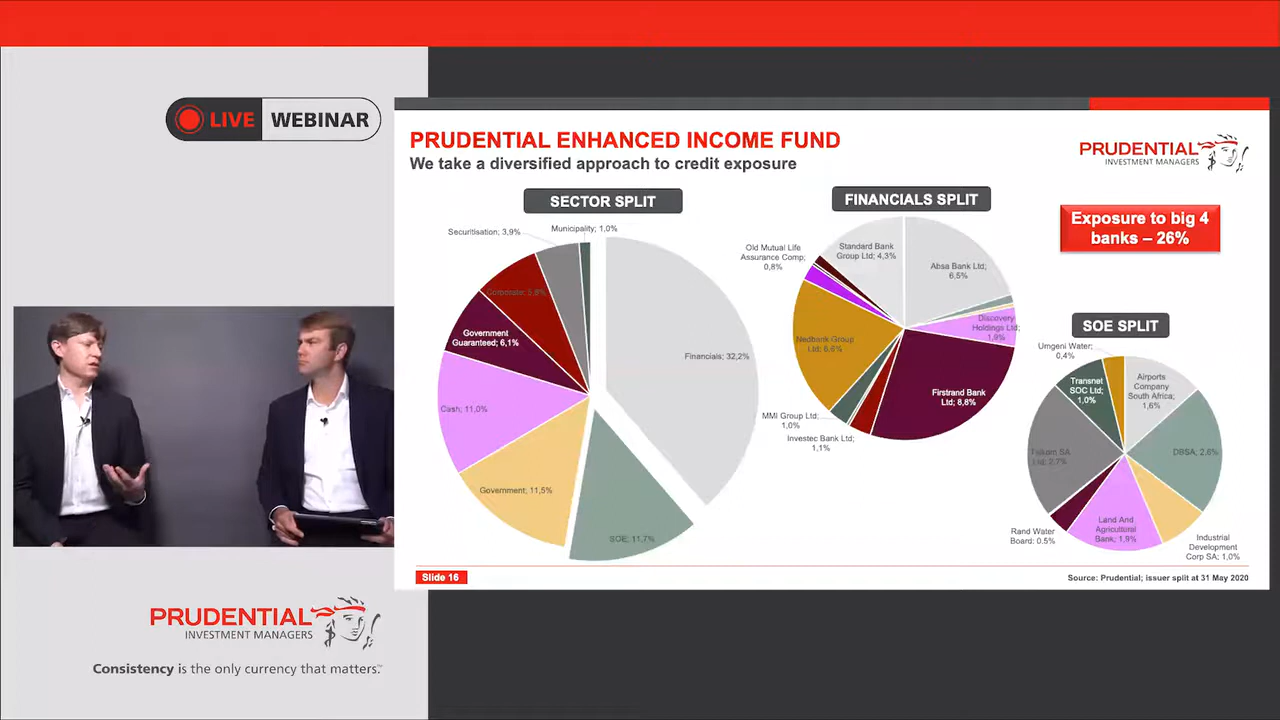 LIVE WEBINAR
PRUDENTIAL ENHANCED INCOME FUND
We take a diversified approach to credit exposure
PRUDENTIAL
INVESTMENT MANAGERS
SECTOR SPLIT
Securitisation; 3,9%
Municipality; 1,0%
Corporate; 5,8%
Government
Guaranteed; 6,1%
Financials; 32,2%
Cash; 11,0%
Government; 11,5%
SOE; 11,7%
FINANCIALS SPLIT
Old Mutual Life
Assurance Comp;
0,8%
Standard Bank
Group Ltd; 4,3%
Absa Bank Ltd;
6,5%
Discovery
Holdings Ltd;
1,9%
Nedbank Group
Ltd; 6,6%
Firstrand Bank
Ltd; 8,8%
MMI Group Ltd;
1,0%
Investec Bank Ltd;
1,1%
Exposure to big 4
banks – 26%
SOE SPLIT
Umgeni Water;
0,4%
Transnet
SOC Ltd;
1,0%
Airports
Company
South Africa;
1,6%
Telkom SA
Ltd; 2,7%
DBSA; 2,6%
Rand Water
Board; 0.5%
Land And
Agricultural
Bank; 1,9%
Industrial
Development
Corp SA; 1,0%
Slide 16
Source: Prudential; issuer split at 31 May 2020
PRUDENTIAL
INVESTMENT MANAGERS
Consistency is the only currency that matters.™